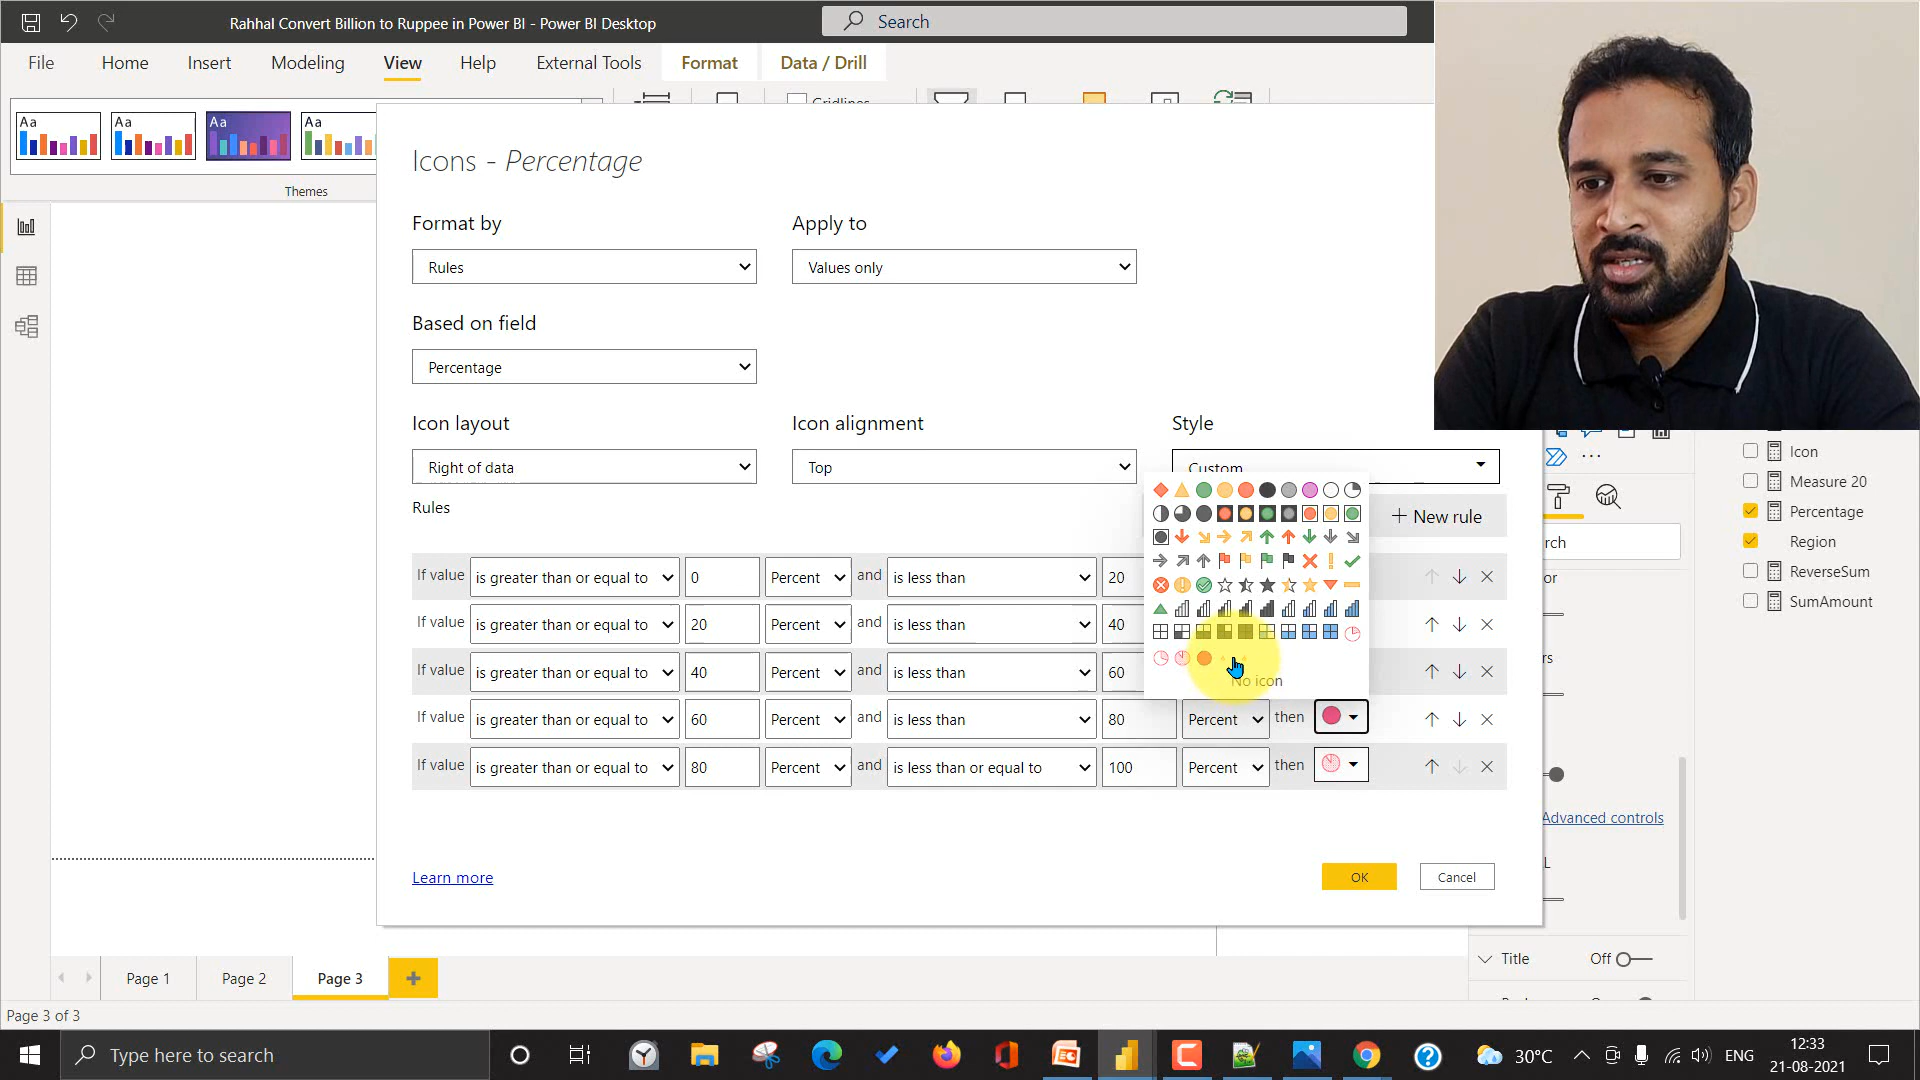 Rahhal Convert Billion to Ruppee in Power BI - Power BI Desktop
Search
File
Home
Insert
Modeling
View
Help
External Tools
Format
Data / Drill
Aa
Aa
Aa
Aa
Gridlines
Themes
Icons - Percentage
Format by
Apply to
Rules
Values only
Based on field
Percentage
Icon layout
Icon alignment
Style
Right of data
Top
Custom
Rules
New rule
If value is greater than or equal to 0 Percent and is less than 20
If value is greater than or equal to 20 Percent and is less than 40
If value is greater than or equal to 40 Percent and is less than 60
No icon
If value is greater than or equal to 60 Percent and is less than 80 Percent then
If value is greater than or equal to 80 Percent and is less than or equal to 100 Percent then
Learn more
OK
Cancel
Icon
Measure 20
Percentage
Region
ReverseSum
SumAmount
rch
or
rs
Advanced controls
L
Title
Off
Page 1
Page 2
Page 3
Page 3 of 3
Type here to search
30°C
ENG
12:33
21-08-2021